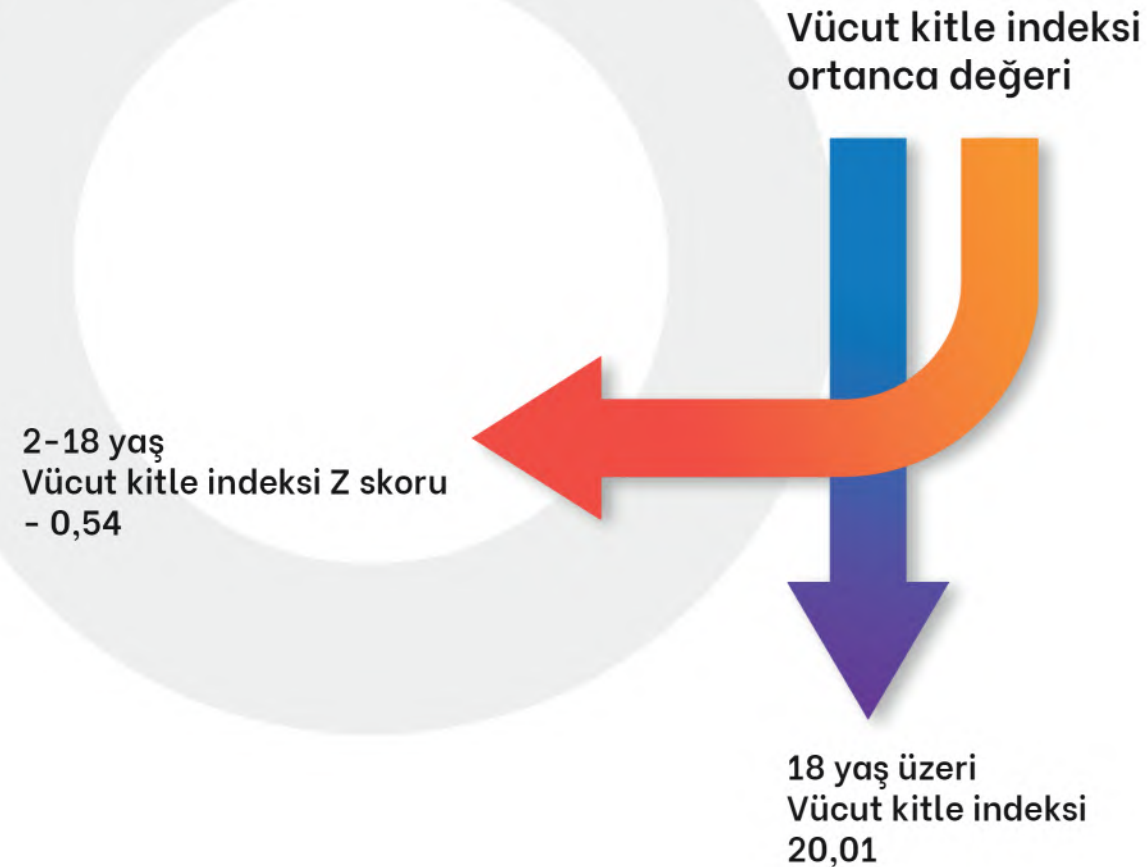 Vücut kitle indeksi
ortanca değeri
2-18 yaş
Vücut kitle indeksi Z skoru
- 0,54
18 yaş üzeri
Vücut kitle indeksi
20,01